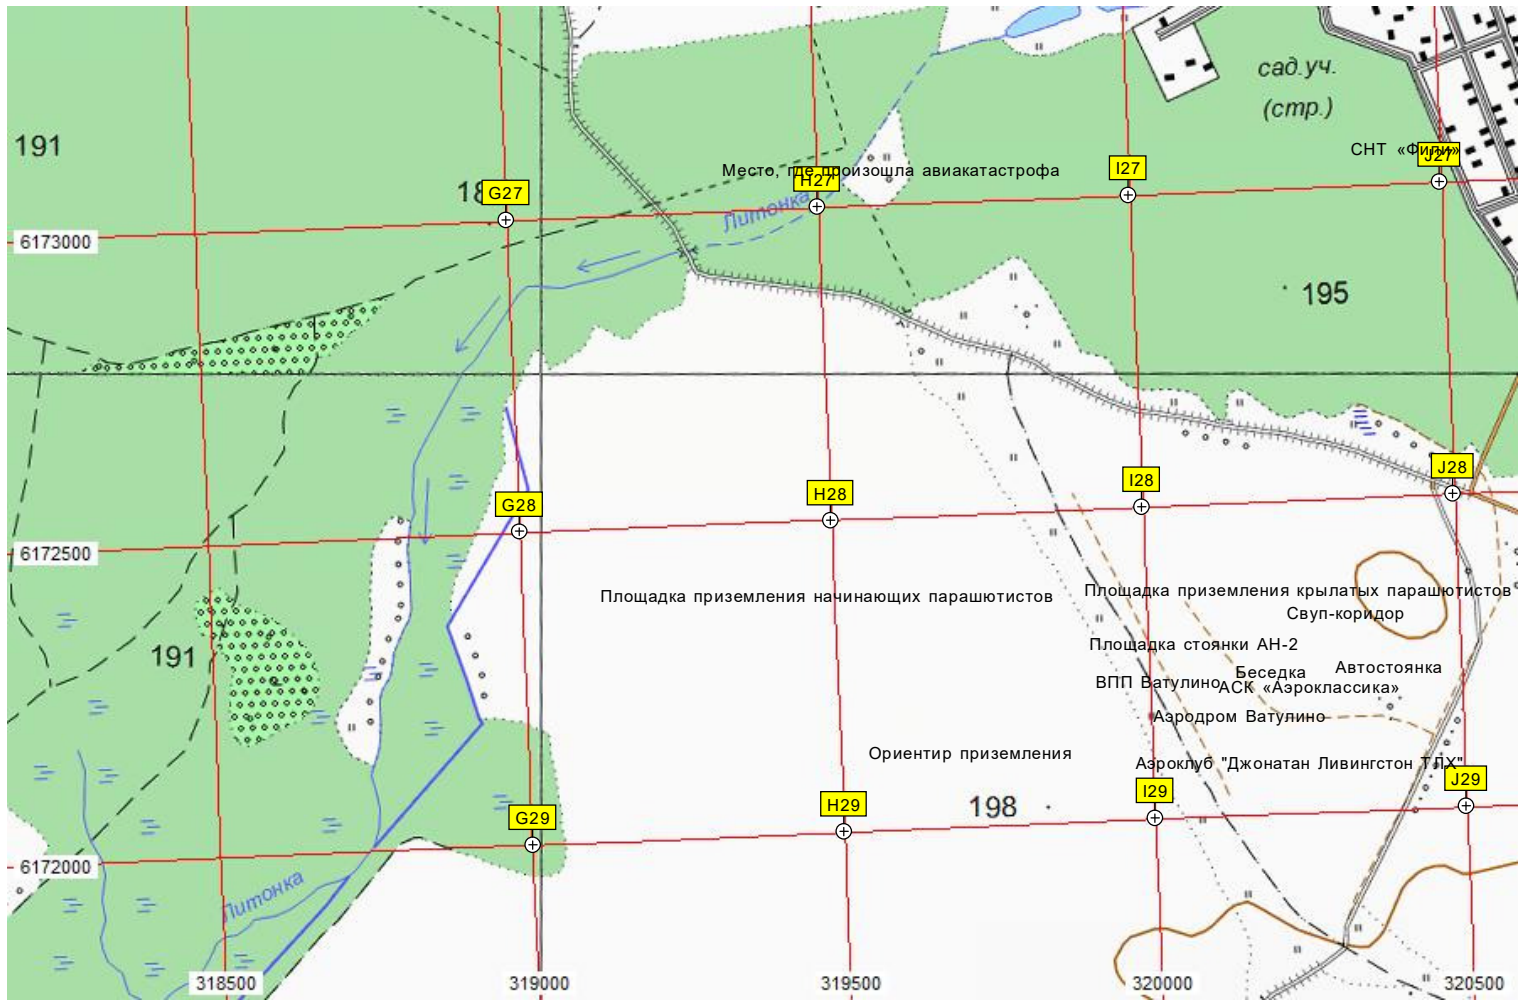 сад.уч.
(стр.)
191
СНТ «Фили»
J27
Место, где произошла авиакатастрофа
I27
H27
G27
Литонка
6173000
195
J28
I28
H28
G28
6172500
Площадка приземления крылатых парашютистов
Площадка приземления начинающих парашютистов
Свуп-коридор
Площадка стоянки АН-2
191
Автостоянка
Беседка
ВПП Ватулино
АСК «Аэроклассика»
Аэродром Ватулино
Ориентир приземления
Аэроклуб "Джонатан Ливингстон ТЛХ"
J29
I29
H29
198
G29
6172000
Литонка
318500
319000
319500
320000
320500